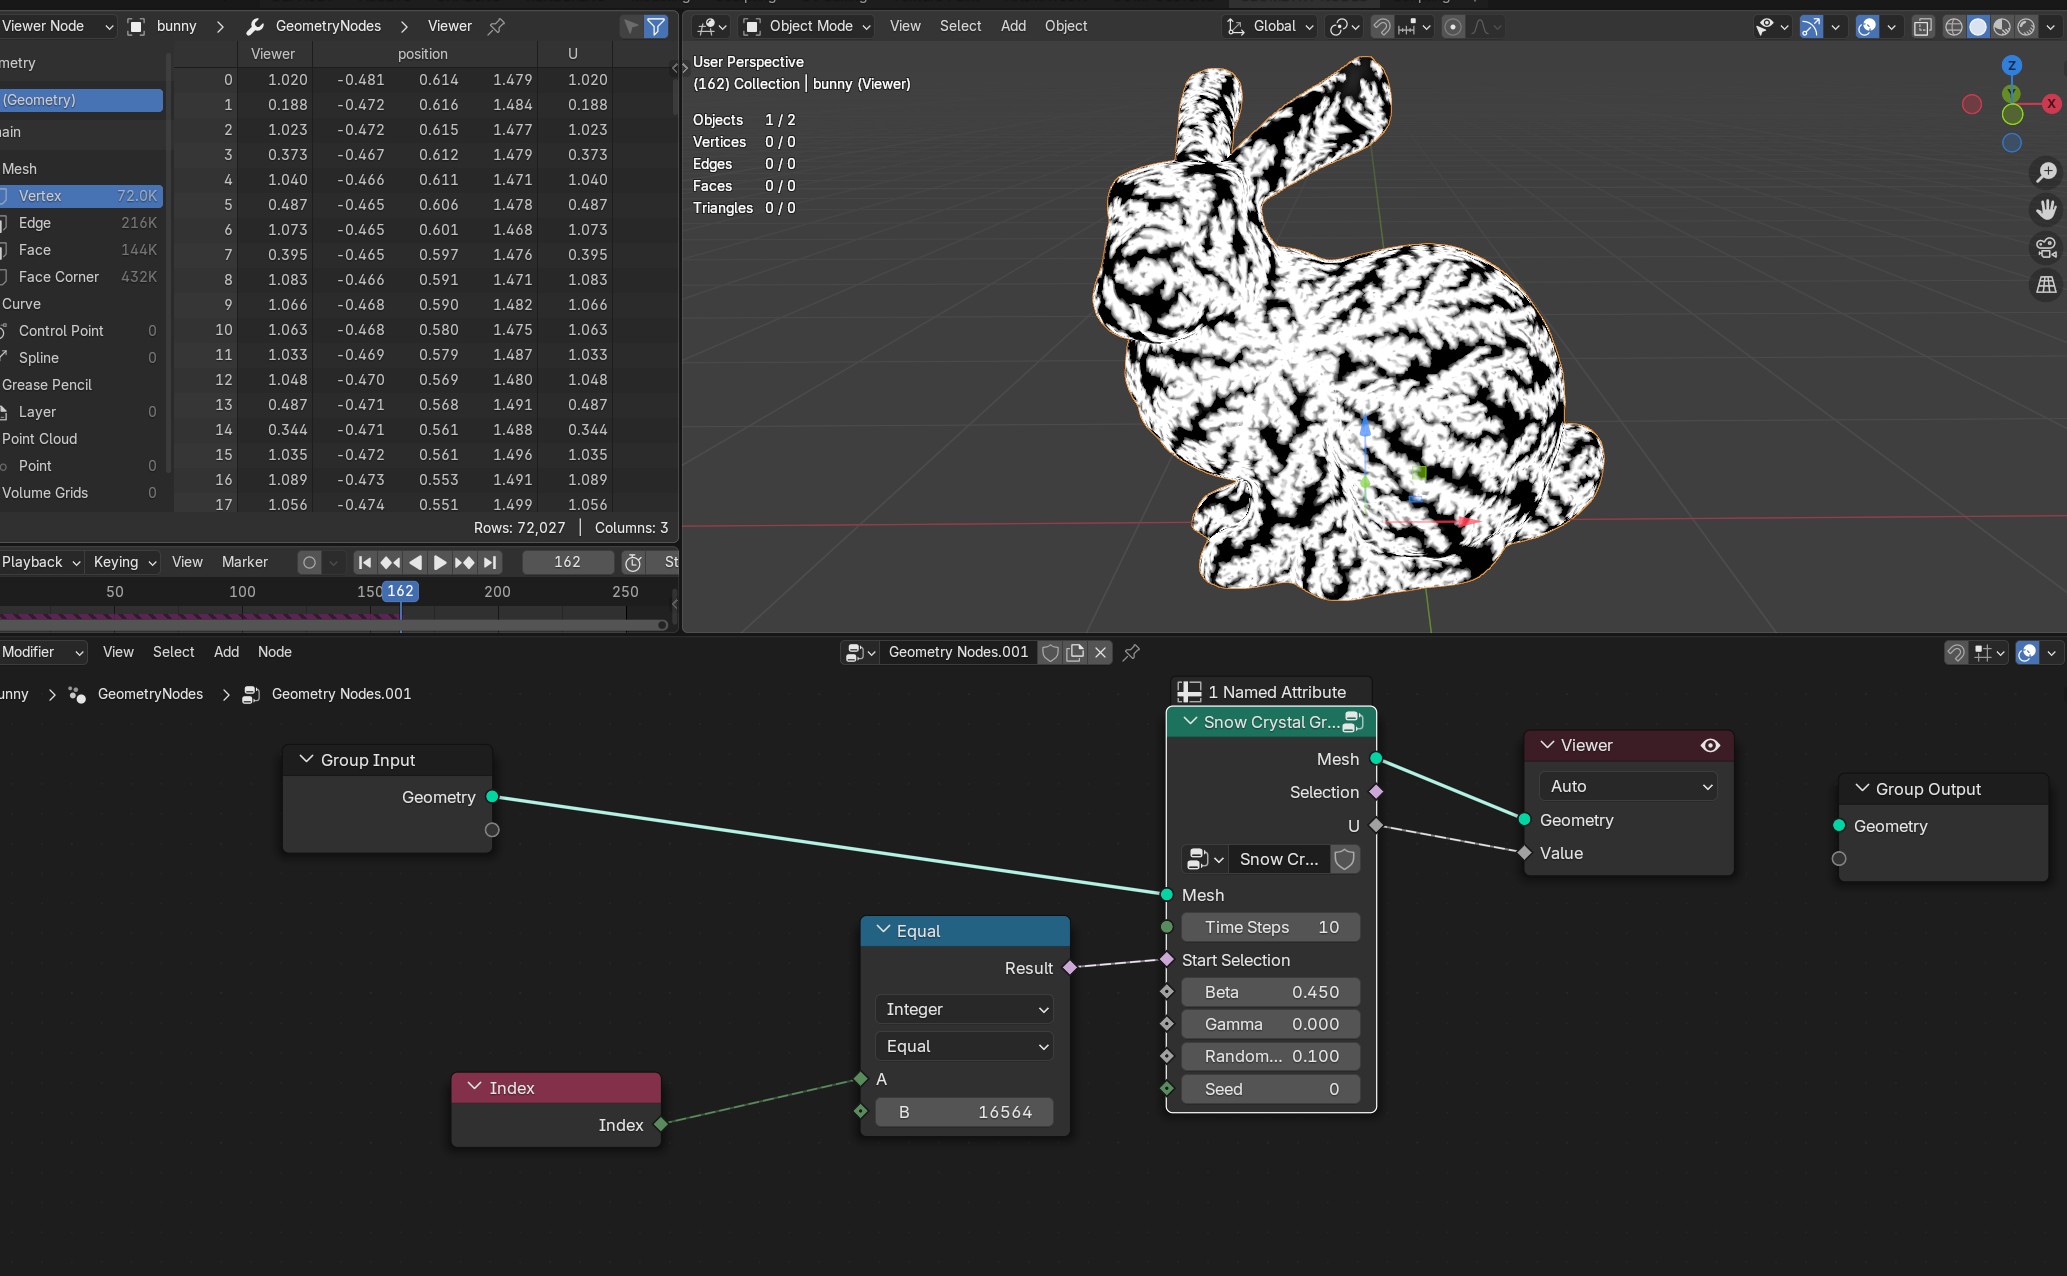 Viewer Node bunny GeometryNodes Viewer
Object Mode View Select Add Object Global
metry
(Geometry)
ain
Mesh
Vertex 72.0K
Edge 216K
Face 144K
Face Corner 432K
Curve
Control Point 0
Spline 0
Grease Pencil
Layer 0
Point Cloud
Point 0
Volume Grids 0
Viewer position U
0 1.020 -0.481 0.614 1.479 1.020
1 0.188 -0.472 0.616 1.484 0.188
2 1.023 -0.472 0.615 1.477 1.023
3 0.373 -0.467 0.612 1.479 0.373
4 1.040 -0.466 0.611 1.471 1.040
5 0.487 -0.465 0.606 1.478 0.487
6 1.073 -0.465 0.601 1.468 1.073
7 0.395 -0.465 0.597 1.476 0.395
8 1.083 -0.466 0.591 1.471 1.083
9 1.066 -0.468 0.590 1.482 1.066
10 1.063 -0.468 0.580 1.475 1.063
11 1.033 -0.469 0.579 1.487 1.033
12 1.048 -0.470 0.569 1.480 1.048
13 0.487 -0.471 0.568 1.491 0.487
14 0.344 -0.471 0.561 1.488 0.344
15 1.035 -0.472 0.561 1.496 1.035
16 1.089 -0.473 0.553 1.491 1.089
17 1.056 -0.474 0.551 1.499 1.056
Rows: 72,027 | Columns: 3
User Perspective
(162) Collection | bunny (Viewer)
Objects 1 / 2
Vertices 0 / 0
Edges 0 / 0
Faces 0 / 0
Triangles 0 / 0
Z
Y
X
Playback Keying View Marker 162 St
50 100 150 162 200 250
Modifier View Select Add Node Geometry Nodes.001
unny GeometryNodes Geometry Nodes.001
Group Input
Geometry
Index
Index
Equal
Result
Integer
Equal
A
B 16564
1 Named Attribute
Snow Crystal Gr...
Mesh
Selection
U
Snow Cr...
Mesh
Time Steps 10
Start Selection
Beta 0.450
Gamma 0.000
Random... 0.100
Seed 0
Viewer
Auto
Geometry
Value
Group Output
Geometry